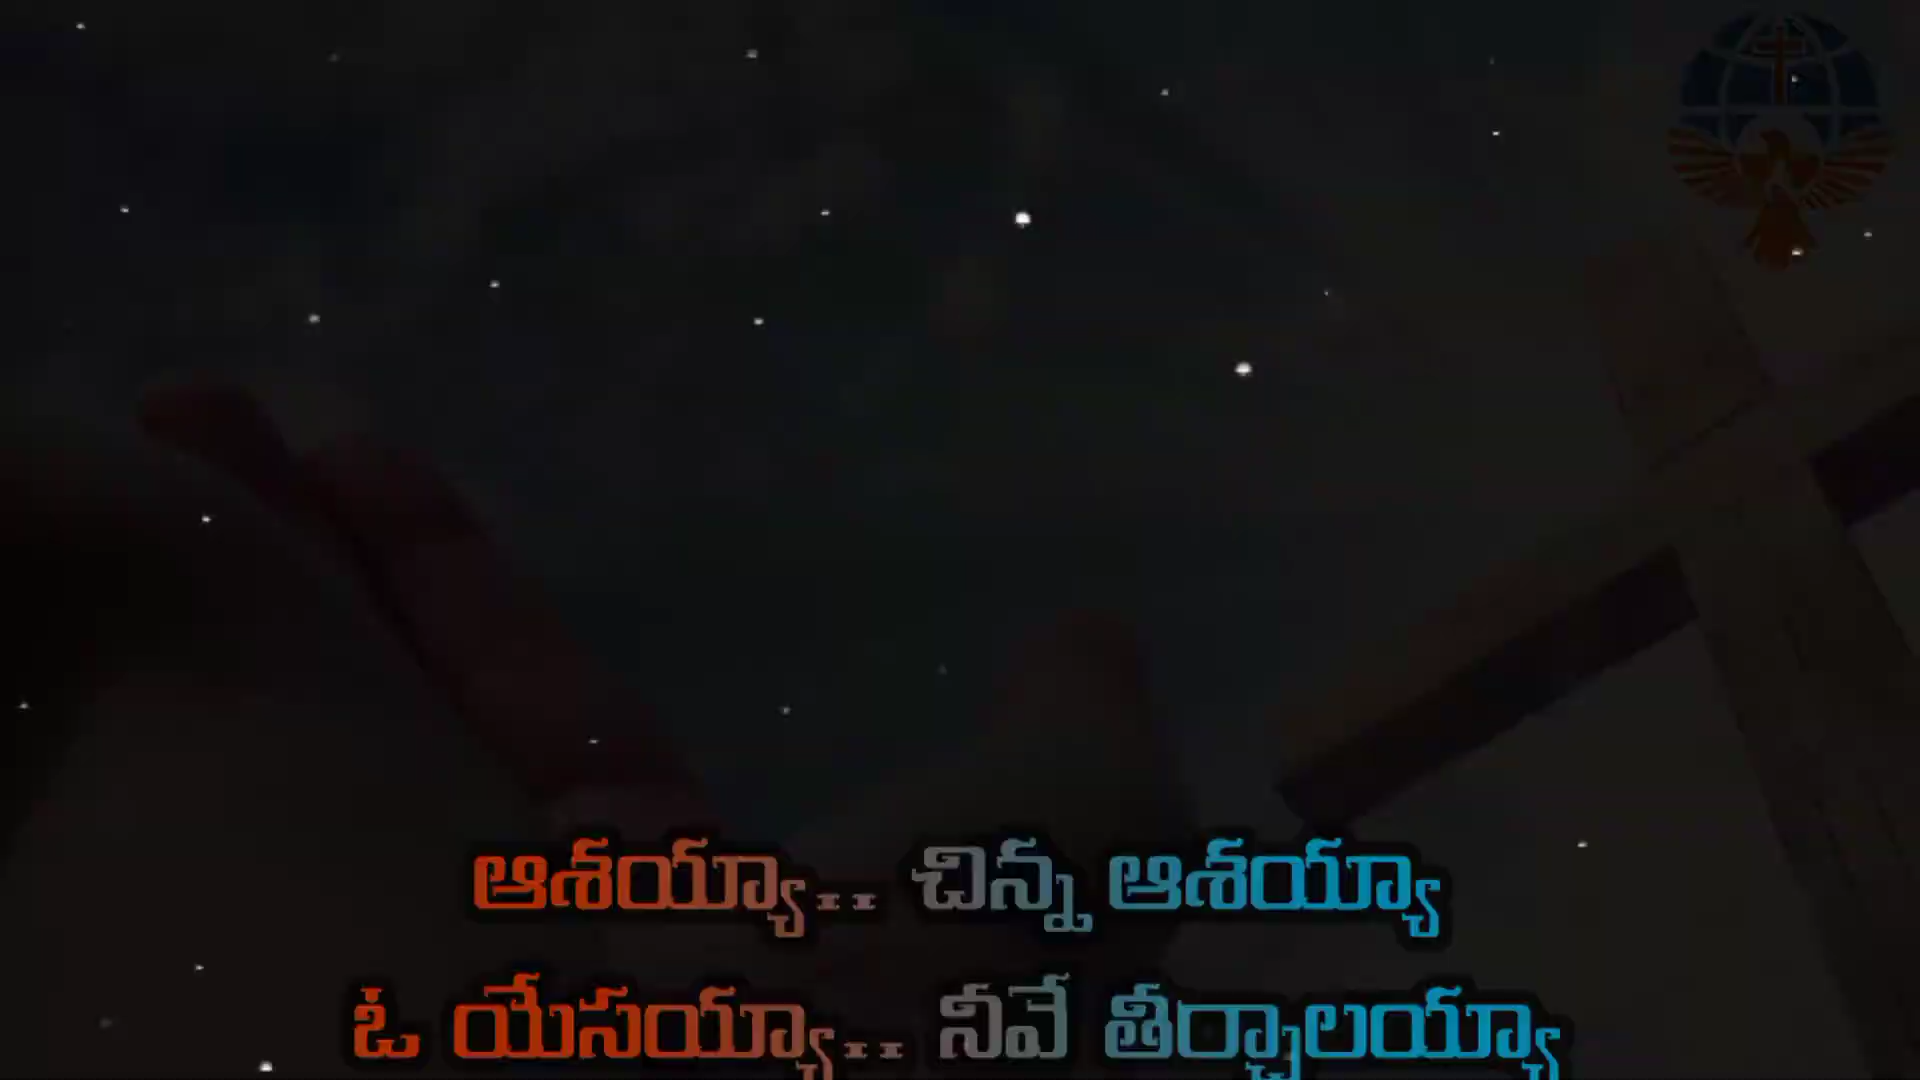 ఆశయ్యా.. చిన్న ఆశయ్యా
ఓ యేసయ్యా.. నీవే తీర్చాలయ్యా